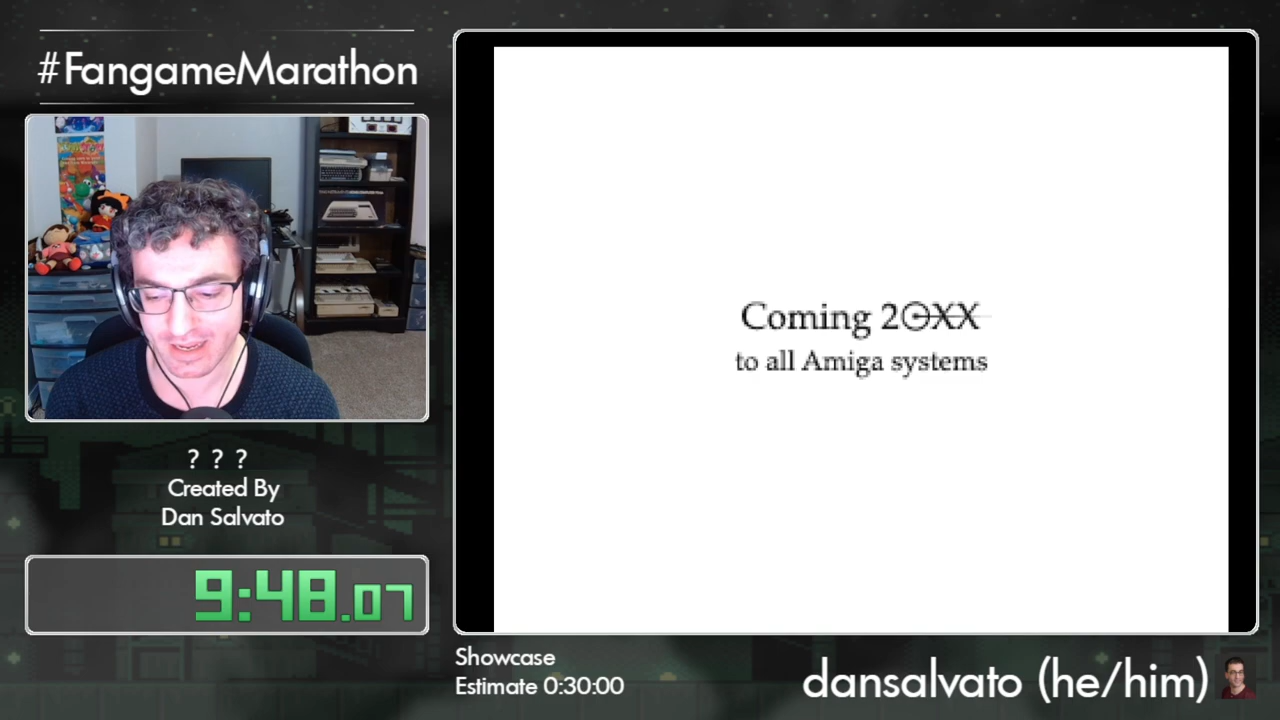 #FangameMarathon
Coming 20XX
to all Amiga systems
? ? ?
Created By
Dan Salvato
9:48.07
Showcase
Estimate 0:30:00
dansalvato (he/him)